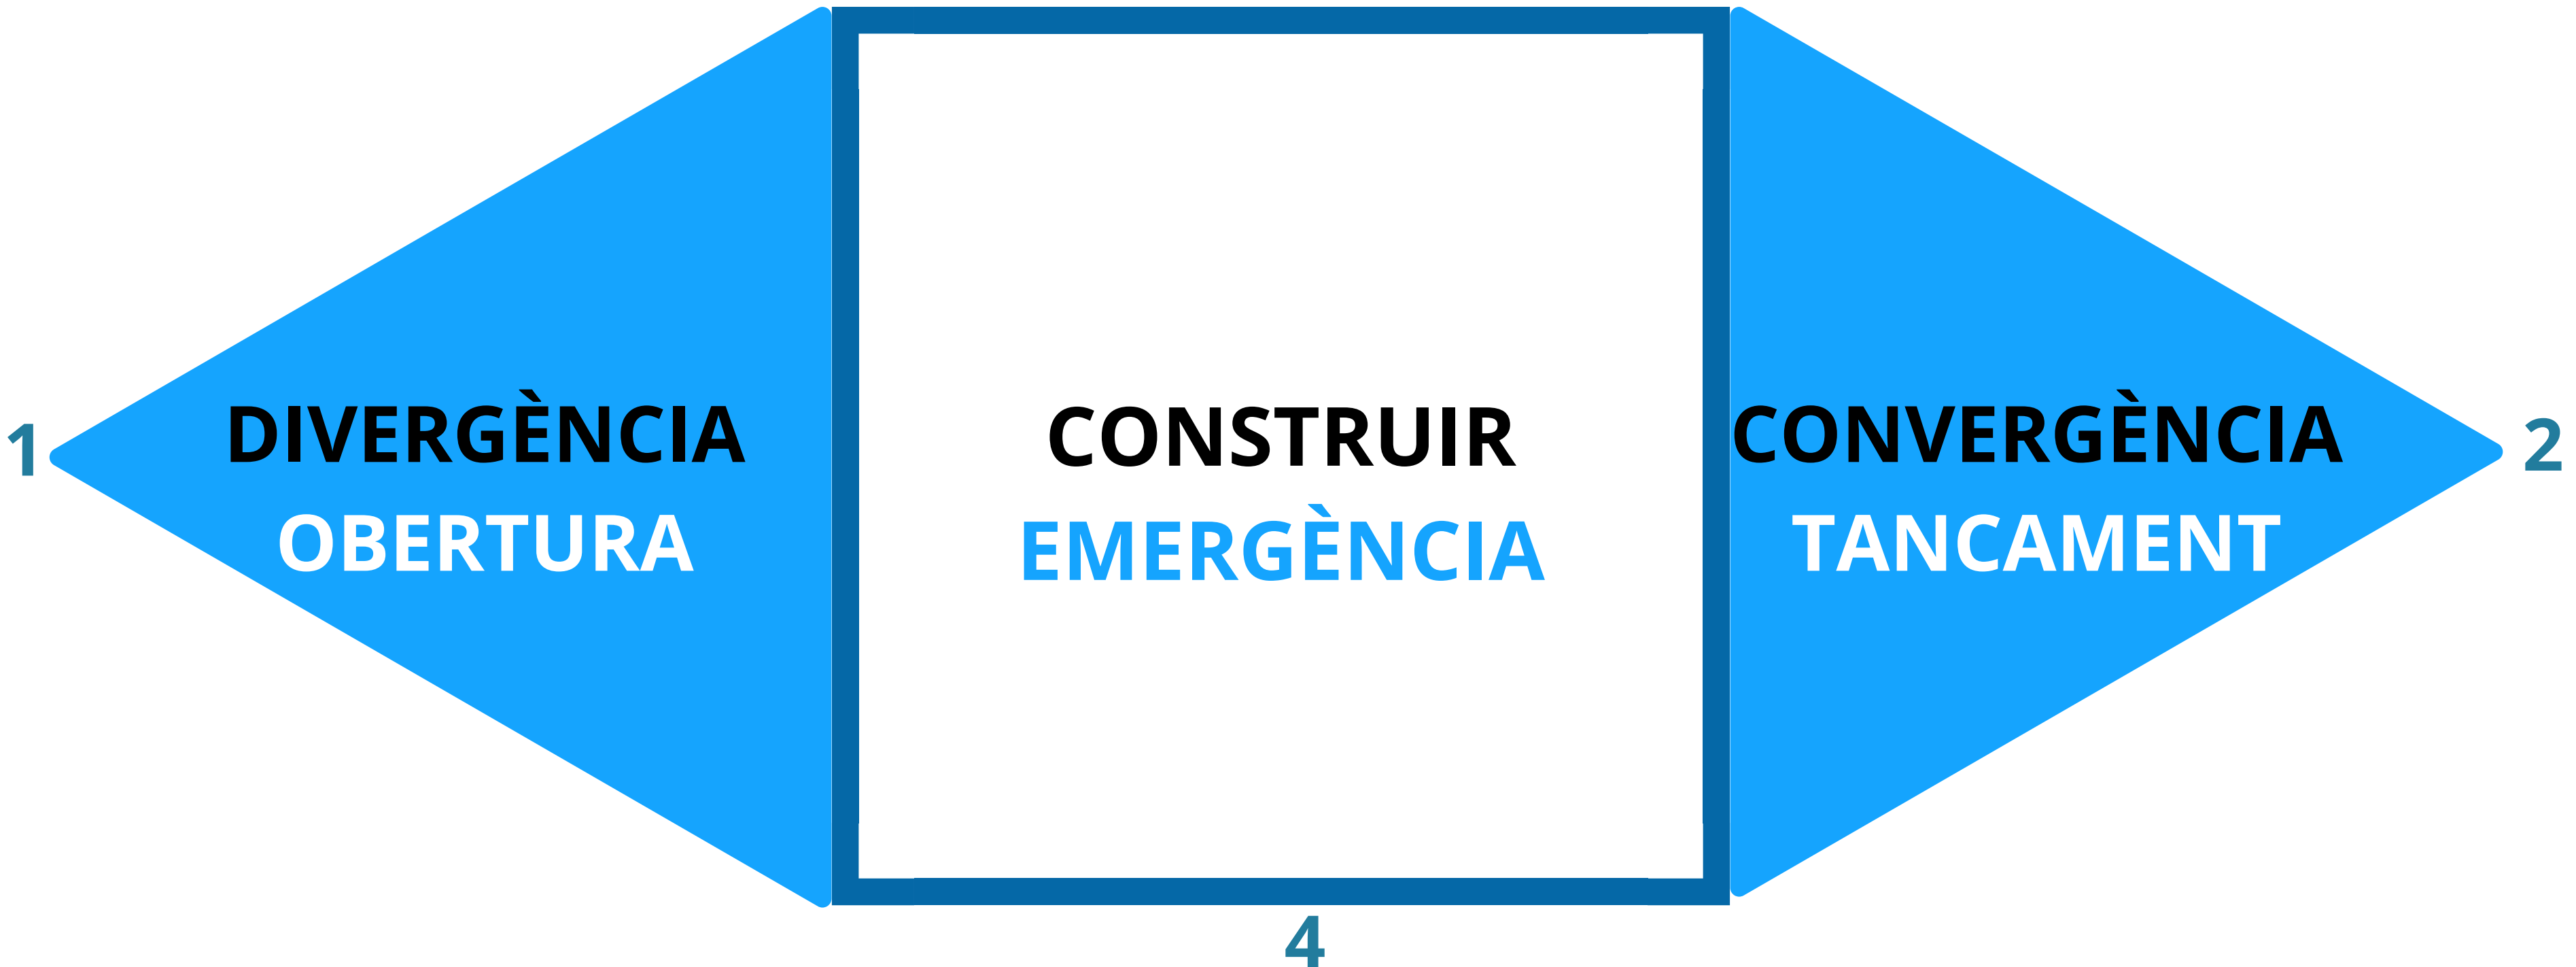 1
DIVERGÈNCIA
OBERTURA
CONSTRUIR
EMERGÈNCIA
CONVERGÈNCIA
TANCAMENT
2
4